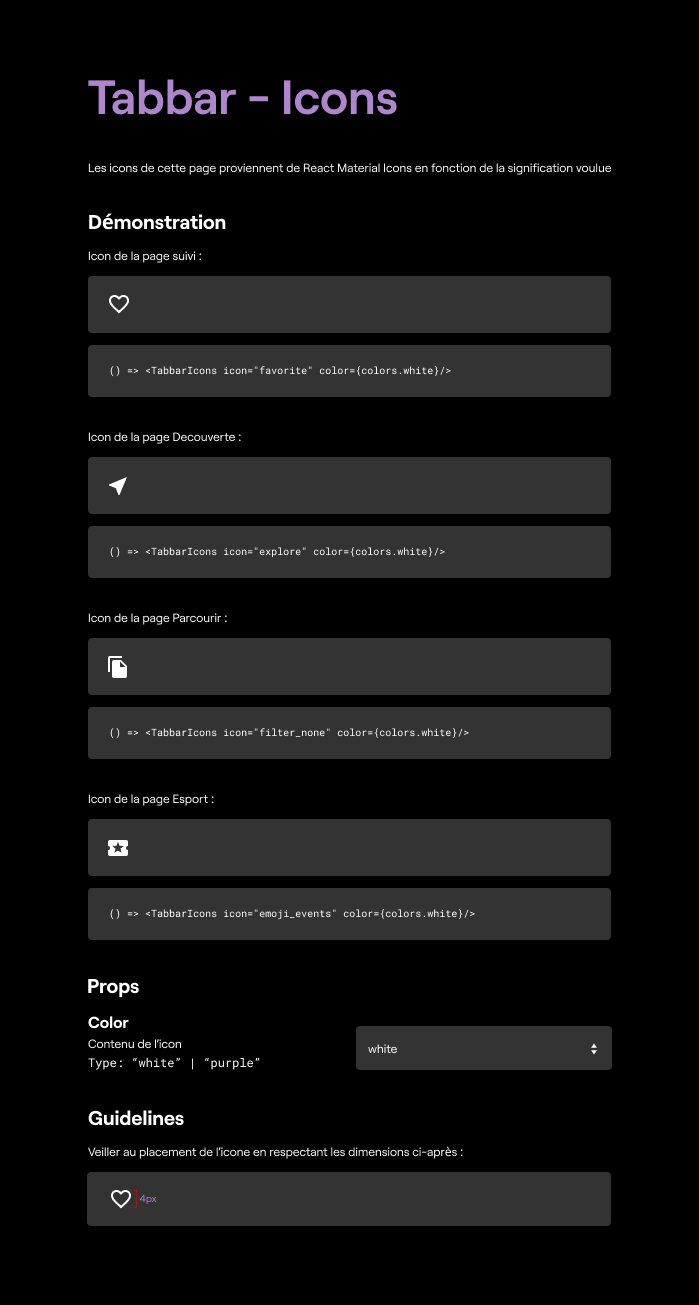 Tabbar - Icons
Les icons de cette page proviennent de React Material Icons en fonction de la signification voulue
Démonstration
Icon de la page suivi :
() => <TabbarIcons icon="favorite" color={colors.white}/>
Icon de la page Decouverte :
() => <TabbarIcons icon="explore" color={colors.white}/>
Icon de la page Parcourir :
() => <TabbarIcons icon="filter_none" color={colors.white}/>
Icon de la page Esport :
() => <TabbarIcons icon="emoji_events" color={colors.white}/>
Props
Color
Contenu de l'icon
Type: “white” | “purple”
white
Guidelines
Veiller au placement de l'icone en respectant les dimensions ci-après :
4px